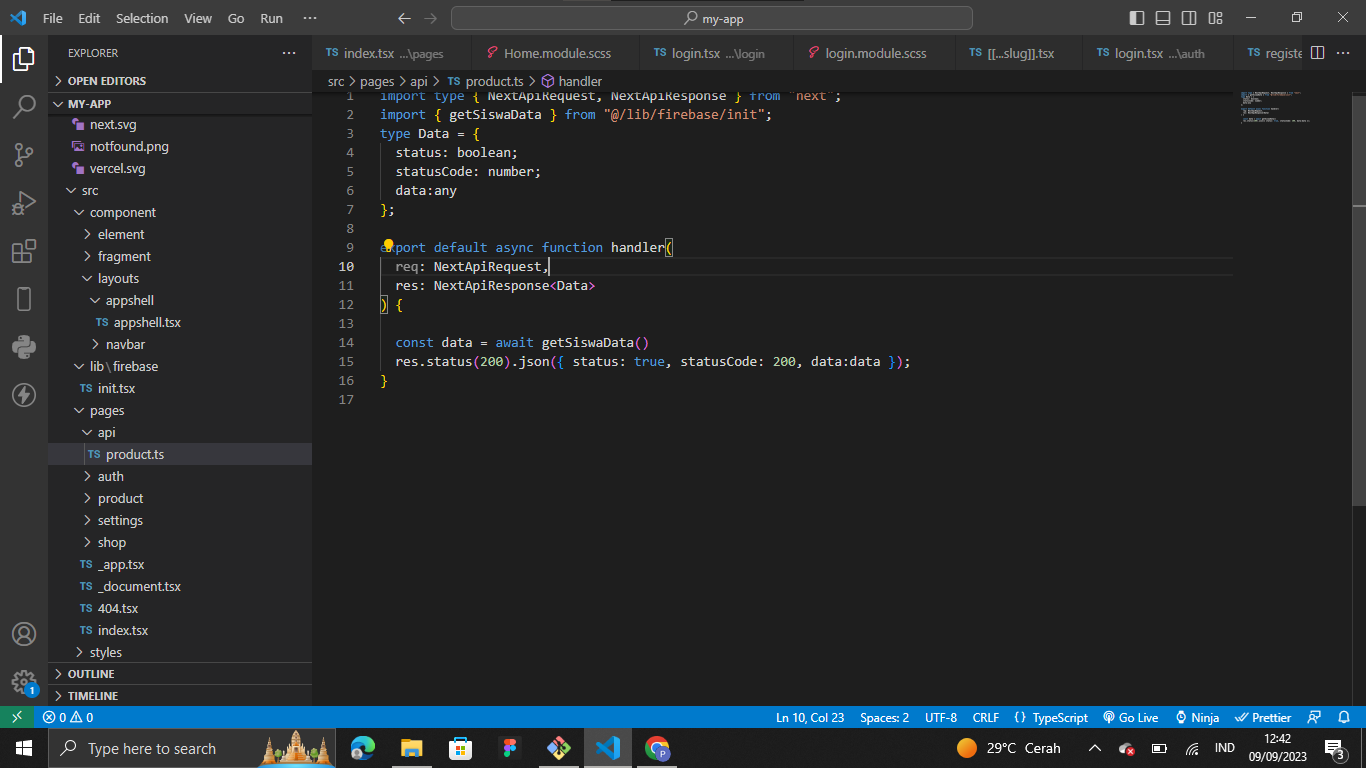 File Edit Selection View Go Run ··· my-app
EXPLORER ···
OPEN EDITORS
MY-APP
next.svg
notfound.png
vercel.svg
src
component
element
fragment
layouts
appshell
TS appshell.tsx
navbar
lib\firebase
TS init.tsx
pages
api
TS product.ts
auth
product
settings
shop
TS _app.tsx
TS _document.tsx
TS 404.tsx
TS index.tsx
styles
OUTLINE
TIMELINE
TS index.tsx ...\pages Home.module.scss TS login.tsx ...\login login.module.scss TS [[...slug]].tsx TS login.tsx ...\auth TS registe ···
src > pages > api > TS product.ts > handler
1 import type { NextApiRequest, NextApiResponse } from "next";
2 import { getSiswaData } from "@/lib/firebase/init";
3 type Data = {
4 status: boolean;
5 statusCode: number;
6 data:any
7 };
8
9 export default async function handler(
10 req: NextApiRequest,
11 res: NextApiResponse<Data>
12 ) {
13
14 const data = await getSiswaData()
15 res.status(200).json({ status: true, statusCode: 200, data:data });
16 }
17
1
0 0 Ln 10, Col 23 Spaces: 2 UTF-8 CRLF {} TypeScript Go Live Ninja Prettier
Type here to search P 29°C Cerah IND 12:42
09/09/2023 3